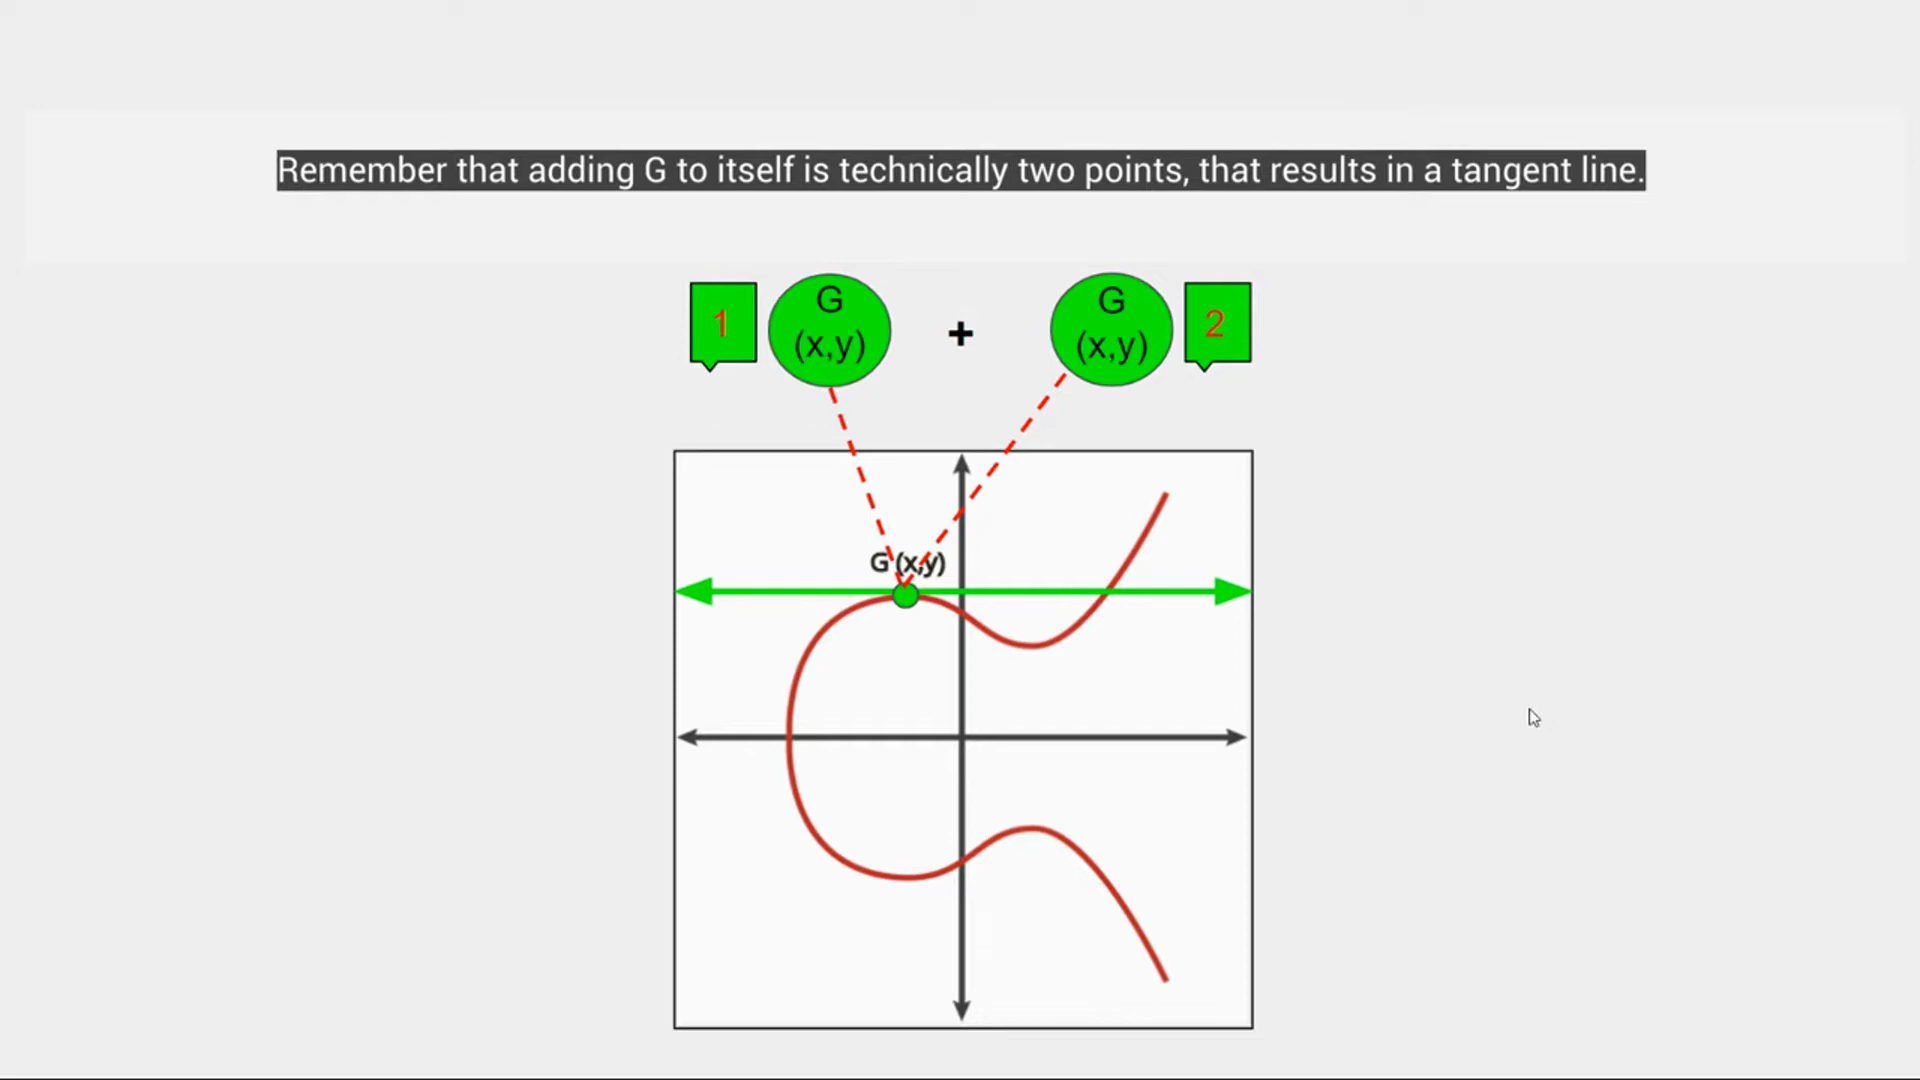 Remember that adding G to itself is technically two points, that results in a tangent line.
1
G
(x,y)
+
G
(x,y)
2
G (x,y)